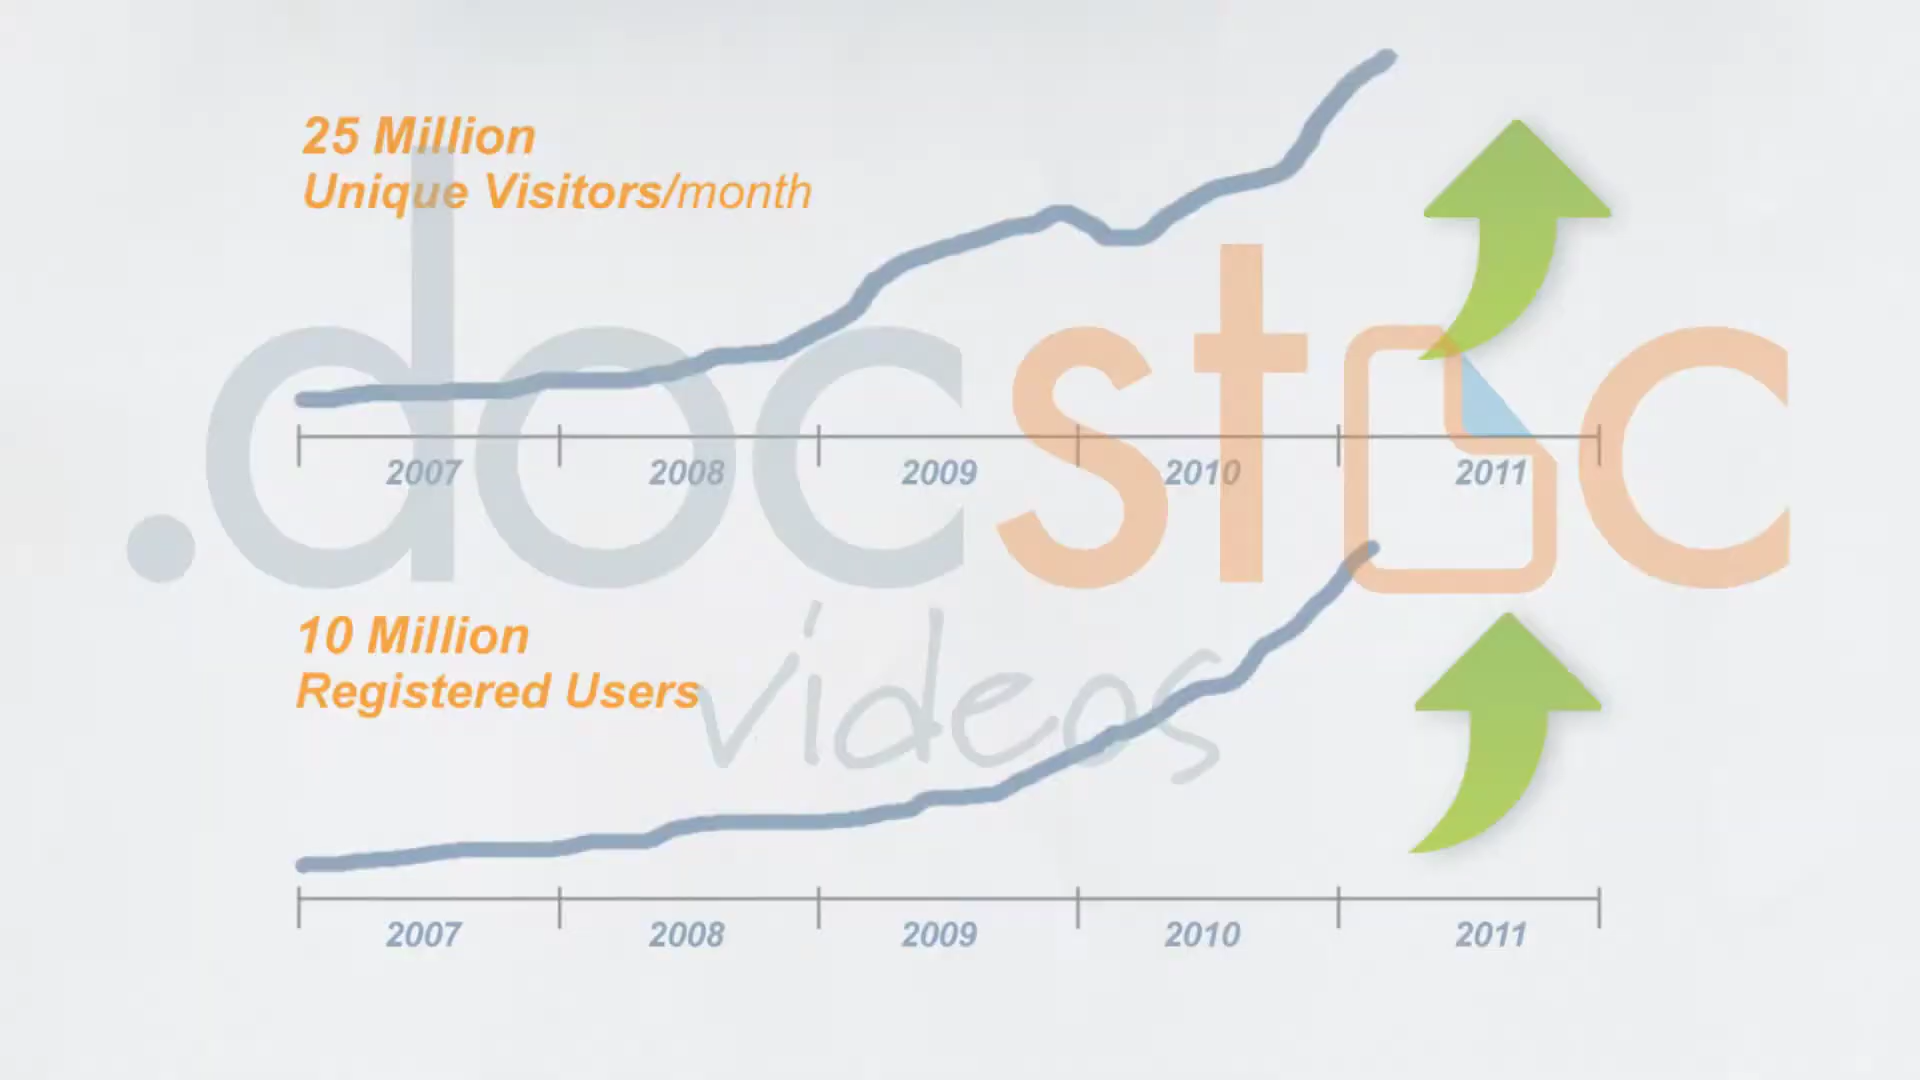 25 Million
Unique Visitors/month
2007 2008 2009 2010 2011
.docstoc
videos
10 Million
Registered Users
2007 2008 2009 2010 2011